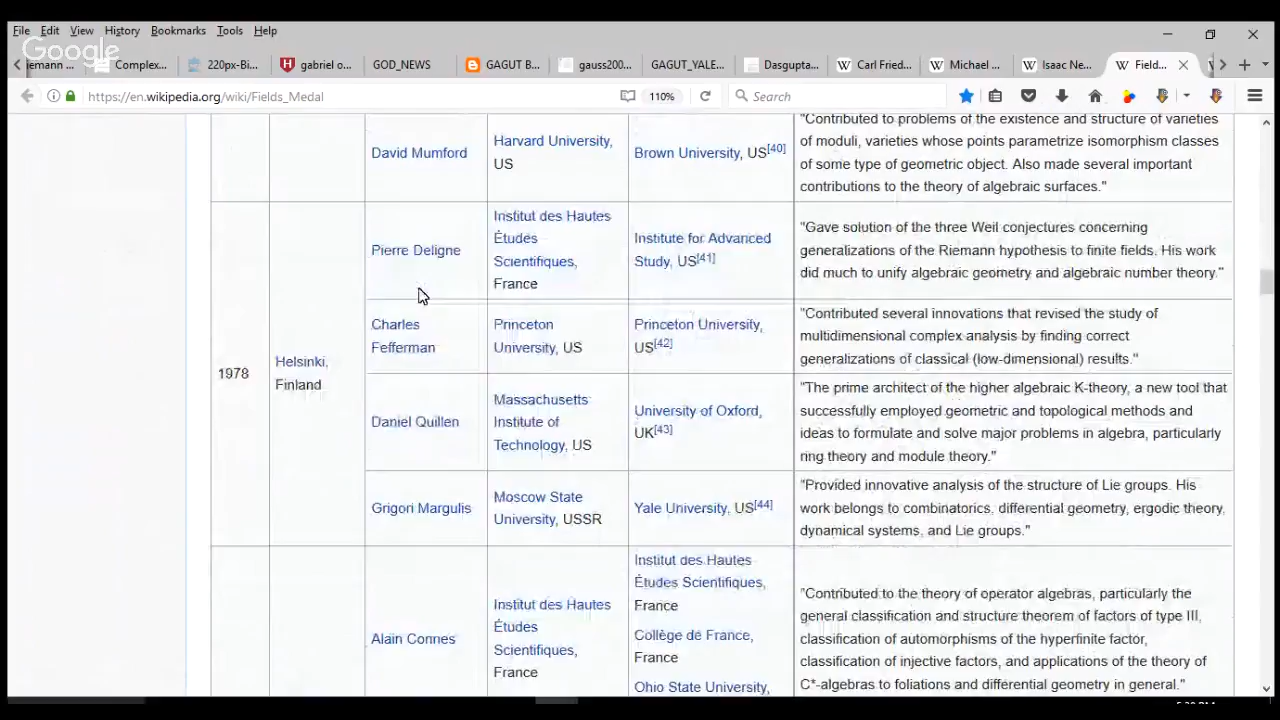 File Edit View History Bookmarks Tools Help
Google
emann ... Complex... 220px-Bi... gabriel o... GOD_NEWS GAGUT B... gauss200... GAGUT_YALE... Dasgupta... Carl Fried... Michael ... Isaac Ne... Field...
https://en.wikipedia.org/wiki/Fields_Medal 110% Search
"Contributed to problems of the existence and structure of varieties
David Mumford Harvard University, US Brown University, US[40] of moduli, varieties whose points parametrize isomorphism classes
of some type of geometric object. Also made several important
contributions to the theory of algebraic surfaces."
1978
Helsinki,
Finland
Pierre Deligne
Institut des Hautes
Études
Scientifiques,
France
Institute for Advanced
Study, US[41]
"Gave solution of the three Weil conjectures concerning
generalizations of the Riemann hypothesis to finite fields. His work
did much to unify algebraic geometry and algebraic number theory."
Charles
Fefferman
Princeton
University, US
Princeton University,
US[42]
"Contributed several innovations that revised the study of
multidimensional complex analysis by finding correct
generalizations of classical (low-dimensional) results."
Daniel Quillen
Massachusetts
Institute of
Technology, US
University of Oxford,
UK[43]
"The prime architect of the higher algebraic K-theory, a new tool that
successfully employed geometric and topological methods and
ideas to formulate and solve major problems in algebra, particularly
ring theory and module theory."
Grigori Margulis
Moscow State
University, USSR
Yale University, US[44]
"Provided innovative analysis of the structure of Lie groups. His
work belongs to combinatorics, differential geometry, ergodic theory,
dynamical systems, and Lie groups."
Alain Connes
Institut des Hautes
Études
Scientifiques,
France
Institut des Hautes
Études Scientifiques,
France
Collège de France,
France
Ohio State University,
"Contributed to the theory of operator algebras, particularly the
general classification and structure theorem of factors of type III,
classification of automorphisms of the hyperfinite factor,
classification of injective factors, and applications of the theory of
C*-algebras to foliations and differential geometry in general."